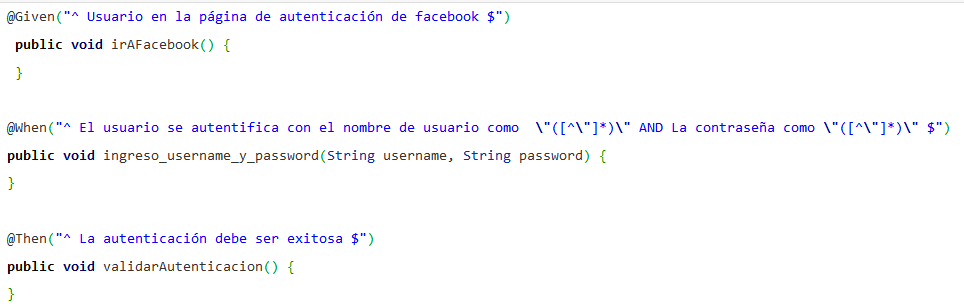 @Given("^ Usuario en la página de autenticación de facebook $")
public void irAFacebook() {
}
@When("^ El usuario se autentifica con el nombre de usuario como  \"([^\"]*)\" AND La contraseña como \"([^\"]*)\" $")
public void ingreso_username_y_password(String username, String password) {
}
@Then("^ La autenticación debe ser exitosa $")
public void validarAutenticacion() {
}